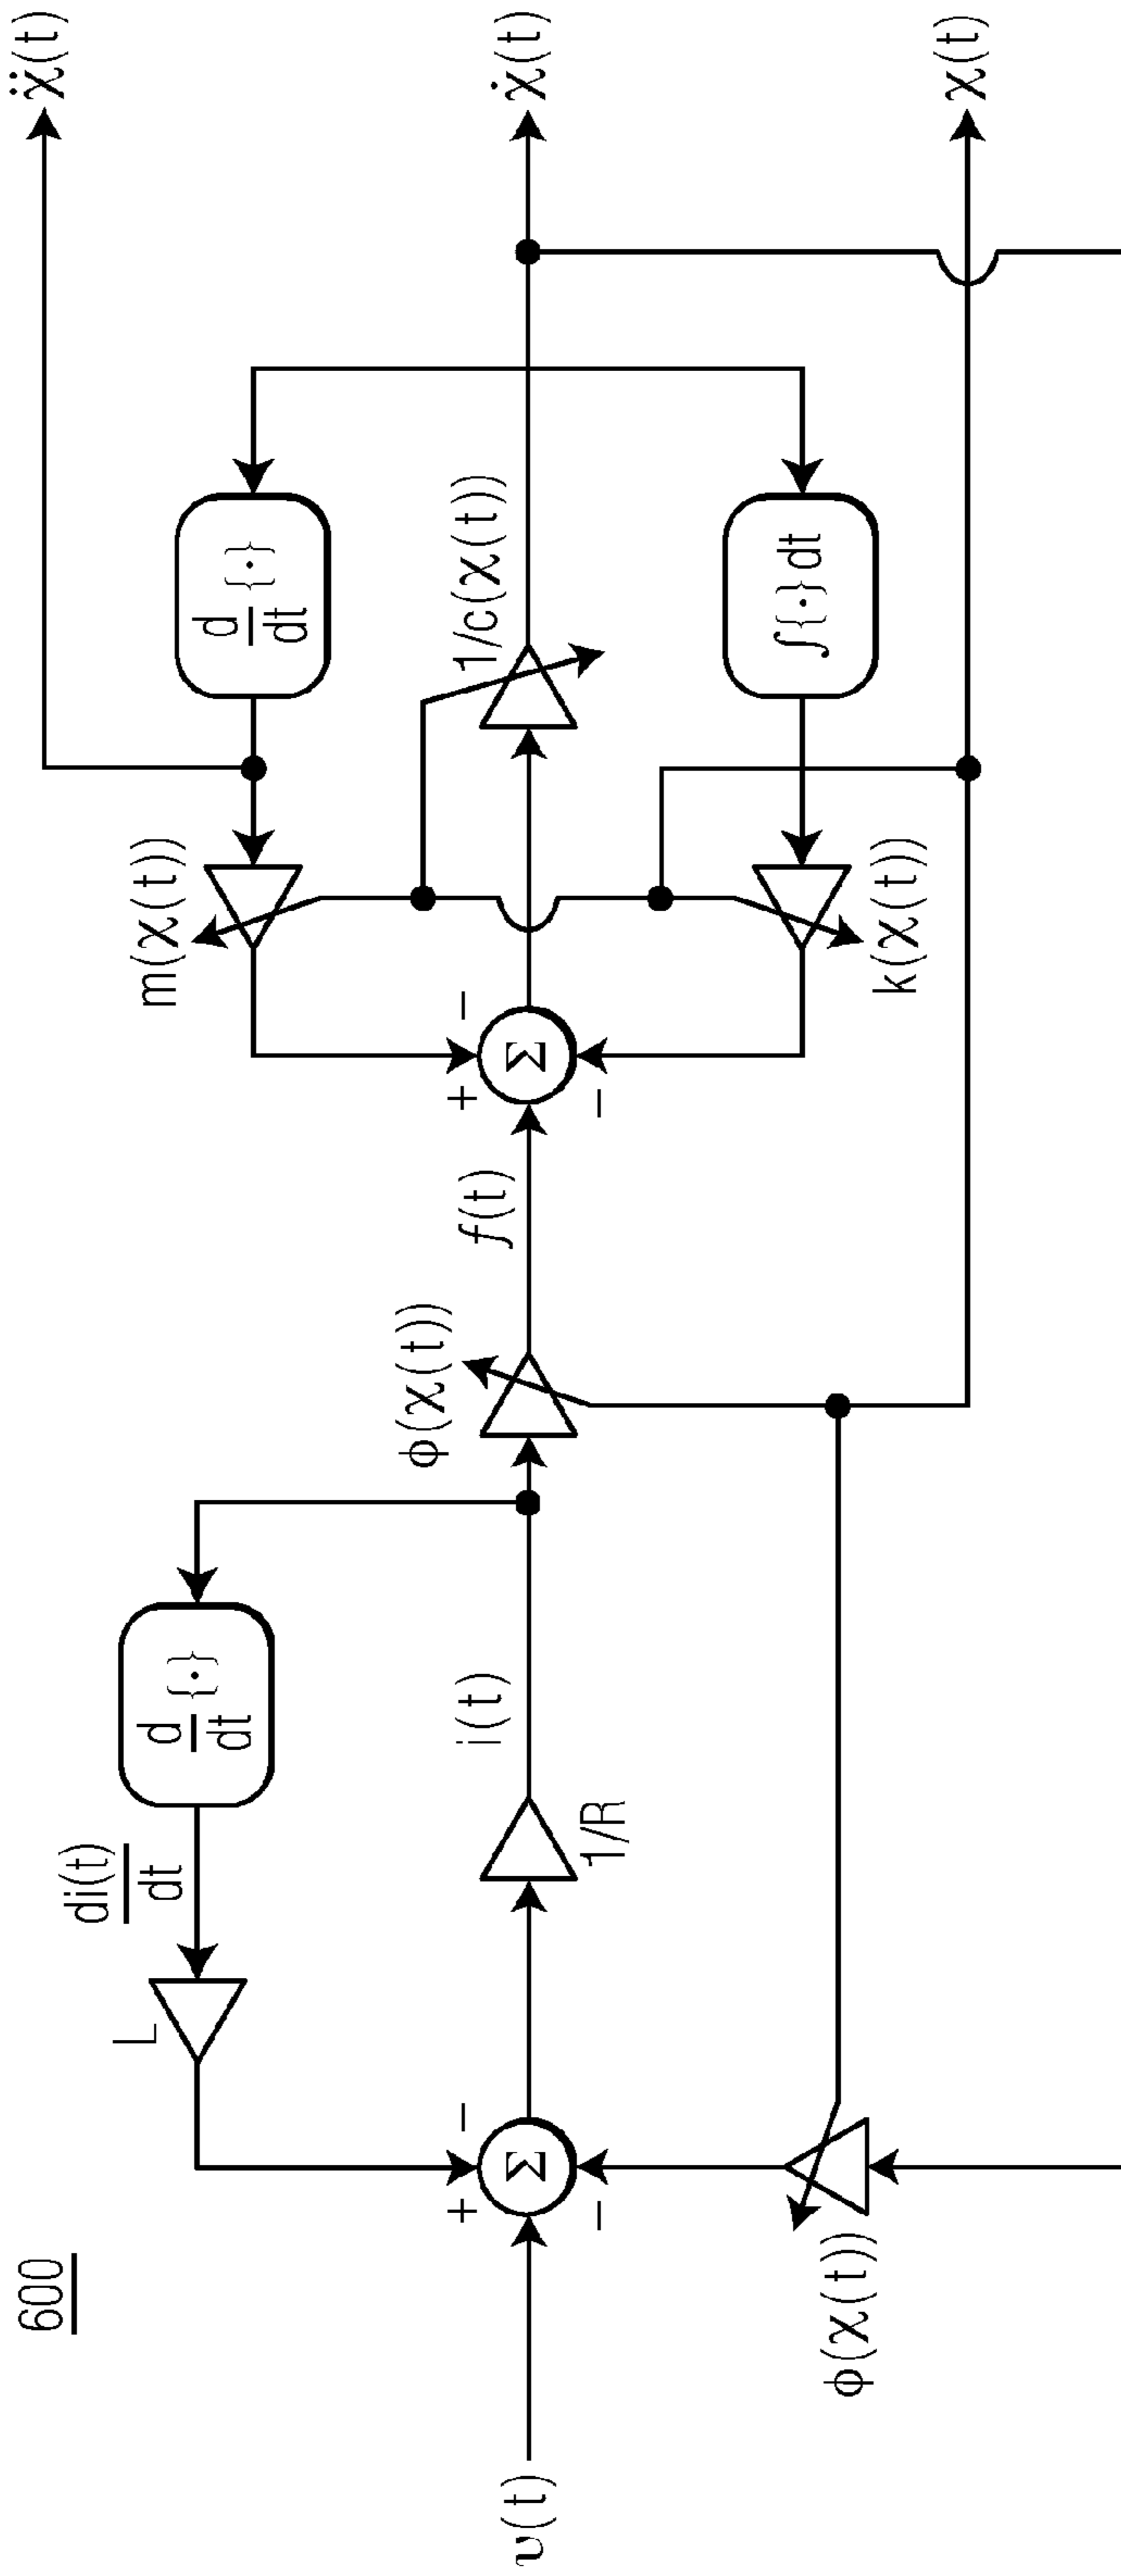 600
υ(t)
L
di(t)/dt
d/dt {·}
Σ
+
−
−
1/R
i(t)
ϕ(χ(t))
ϕ(χ(t))
f(t)
Σ
+
−
−
m(χ(t))
d/dt {·}
1/c(χ(t))
k(χ(t))
∫{·} dt
χ̈(t)
χ̇(t)
χ(t)